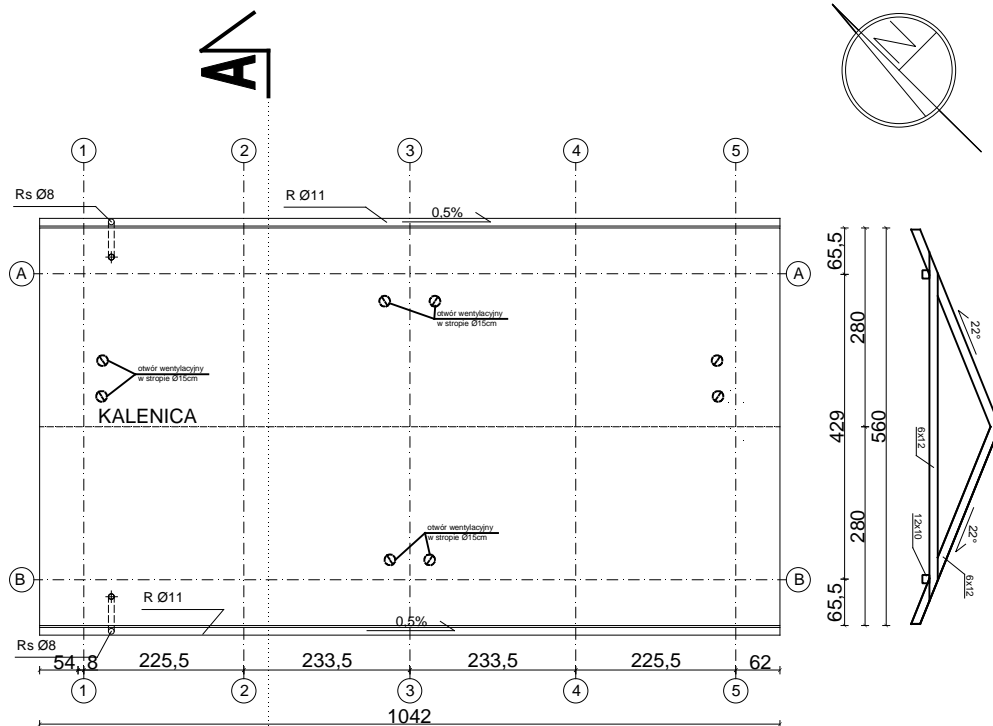 A
N
1
2
3
4
5
Rs Ø8
R Ø11
0,5%
A
A
otwór wentylacyjny
w stropie Ø15cm
otwór wentylacyjny
w stropie Ø15cm
KALENICA
otwór wentylacyjny
w stropie Ø15cm
B
B
R Ø11
0,5%
Rs Ø8
54
8
225,5
233,5
233,5
225,5
62
1
2
3
4
5
1042
65,5
280
429
560
280
65,5
22°
6x12
12x10
22°
6x12